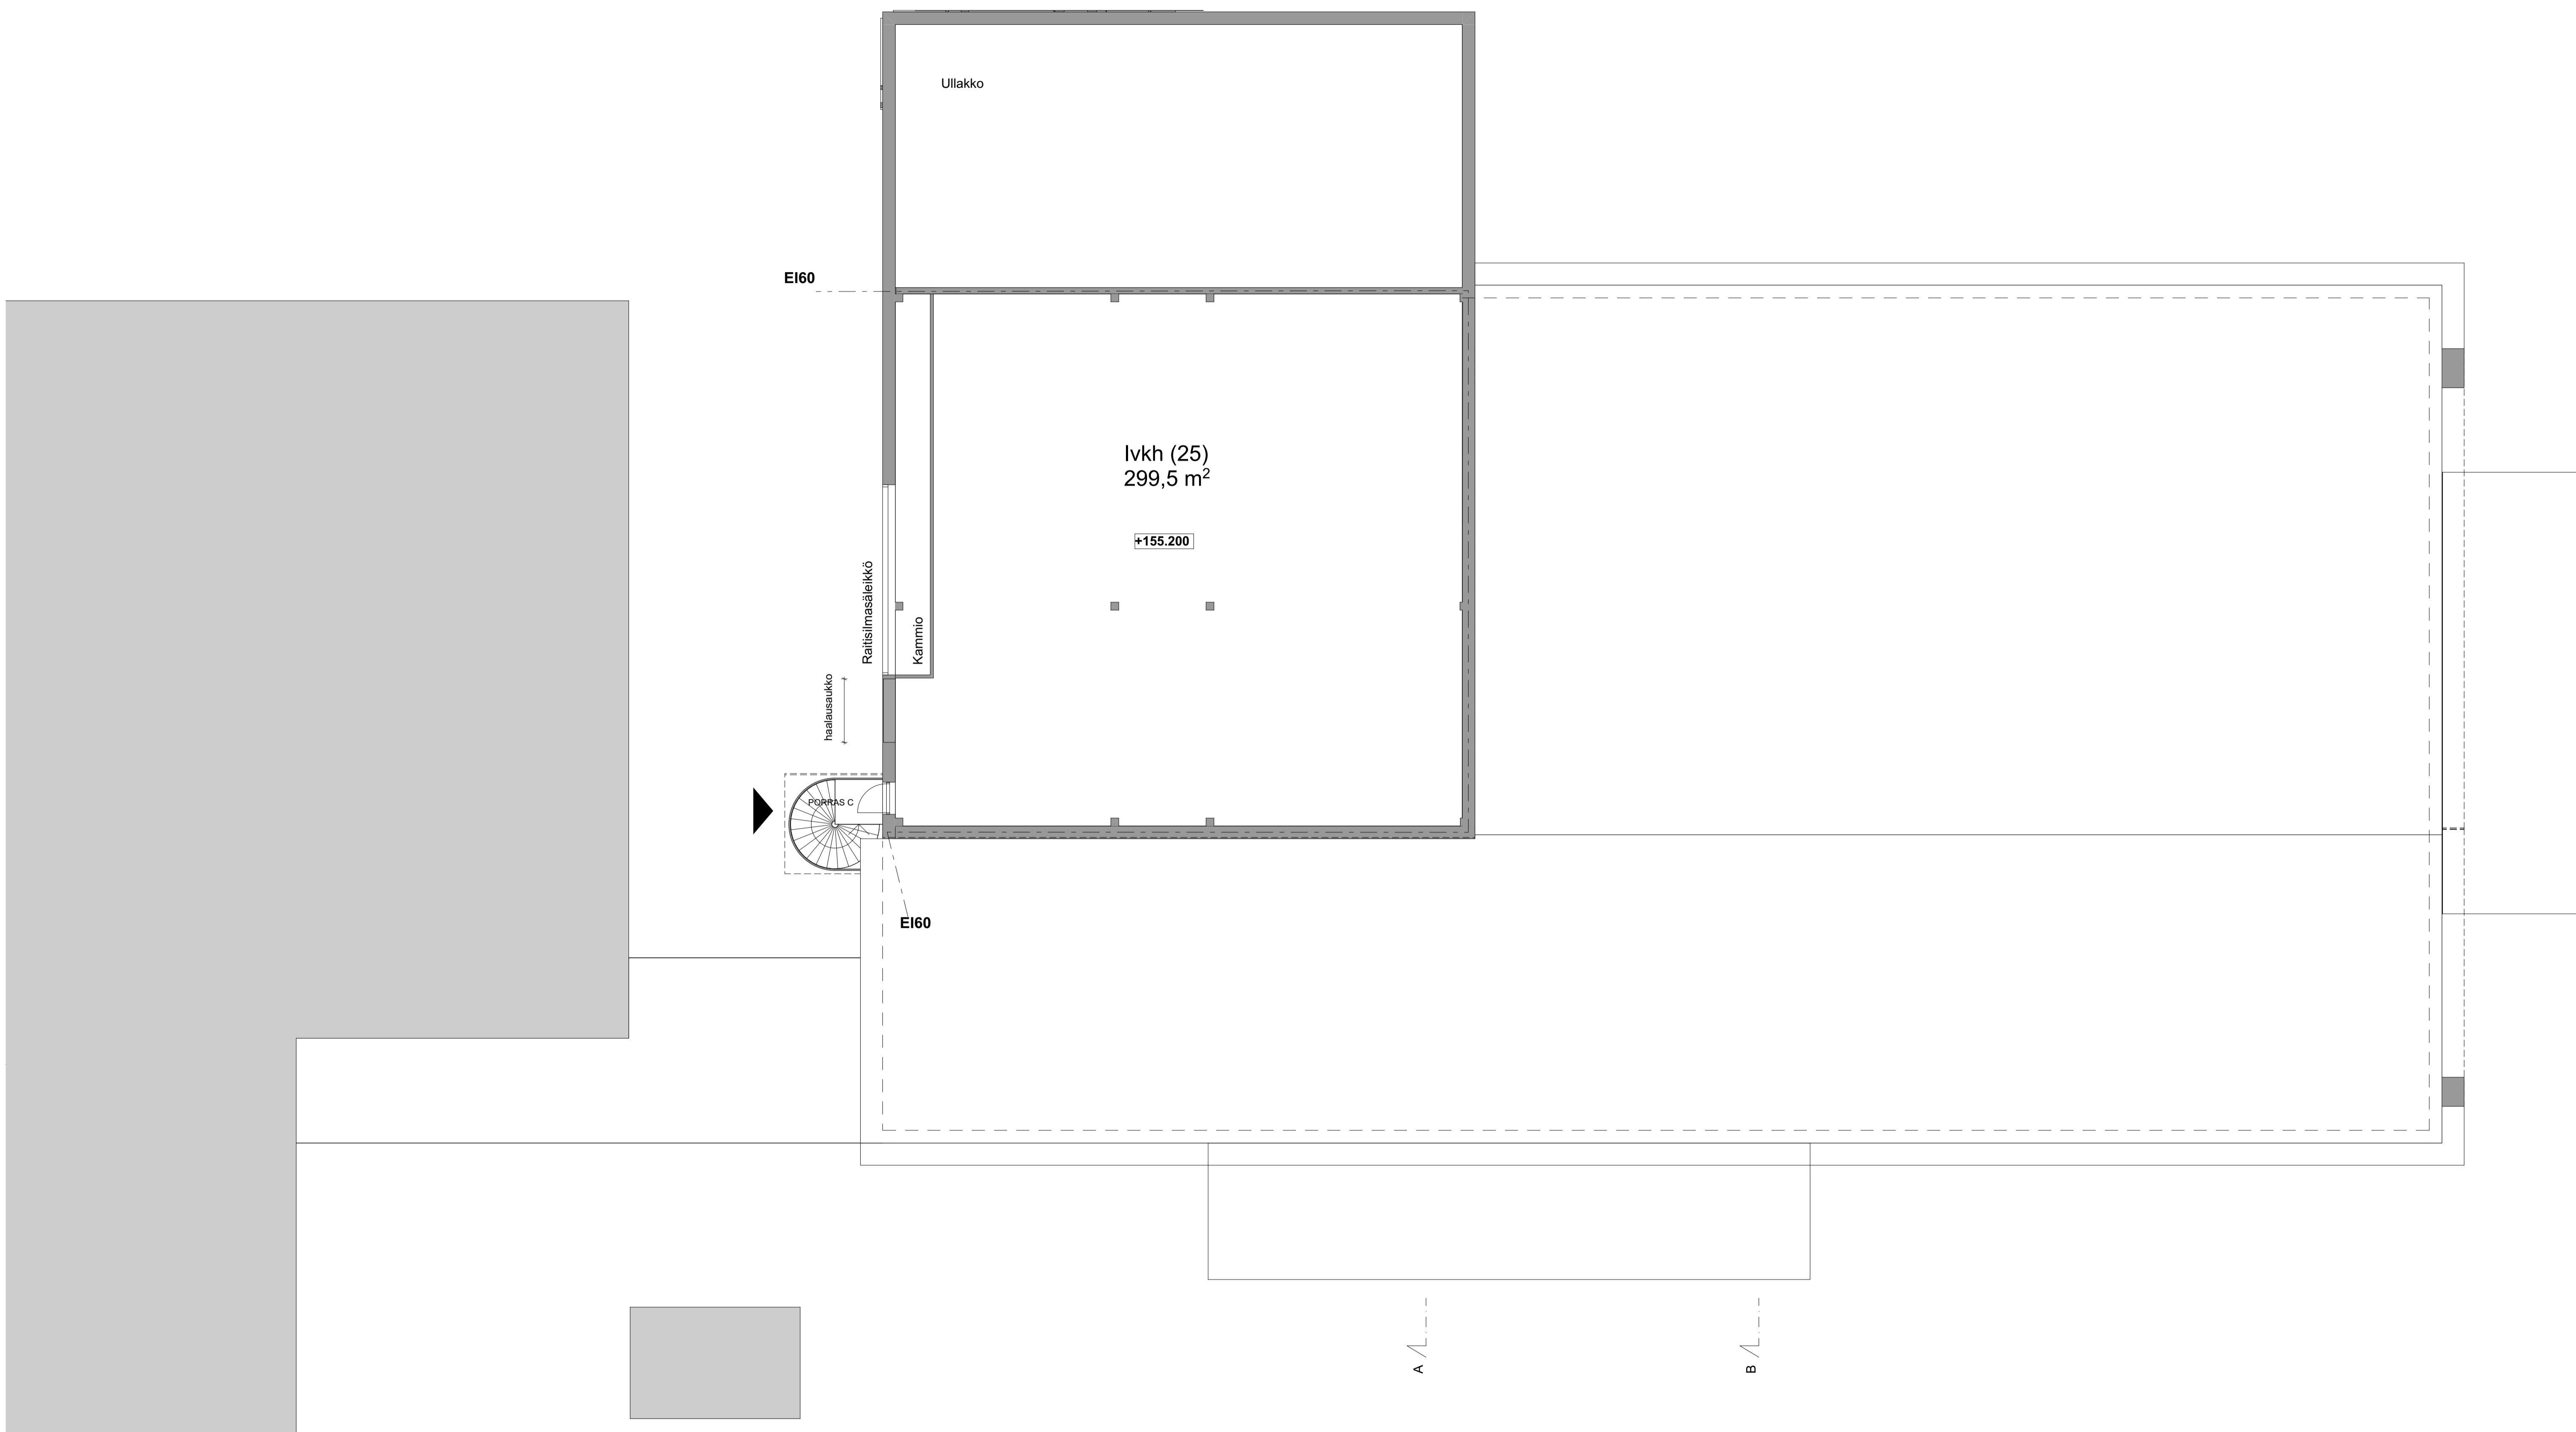 Ullakko
EI60
Ivkh (25)
299,5 m²
+155.200
Raitisilmasäleikkö
Kammio
haalausaukko
PORRAS C
EI60
A
B